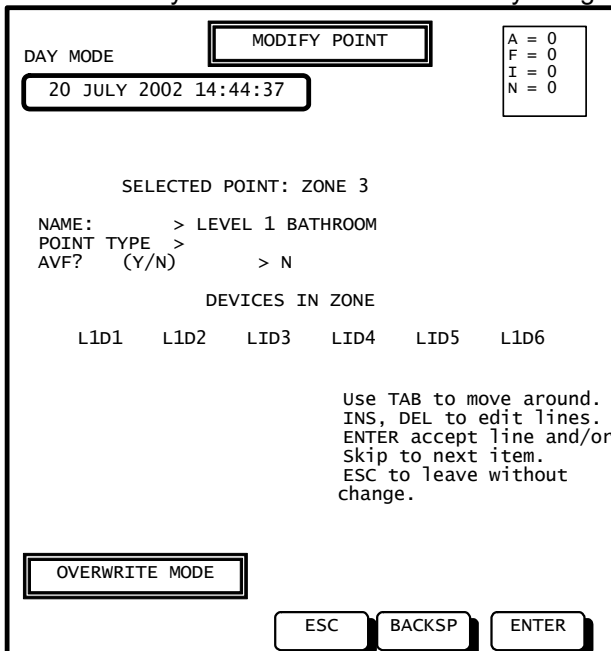 MODIFY POINT
DAY MODE
A = 0
F = 0
I = 0
N = 0
20 JULY 2002 14:44:37
SELECTED POINT: ZONE 3
NAME: > LEVEL 1 BATHROOM
POINT TYPE >
AVF? (Y/N) > N
DEVICES IN ZONE
L1D1 L1D2 LID3 LID4 LID5 L1D6
Use TAB to move around.
INS, DEL to edit lines.
ENTER accept line and/or
Skip to next item.
ESC to leave without
change.
OVERWRITE MODE
ESC BACKSP ENTER